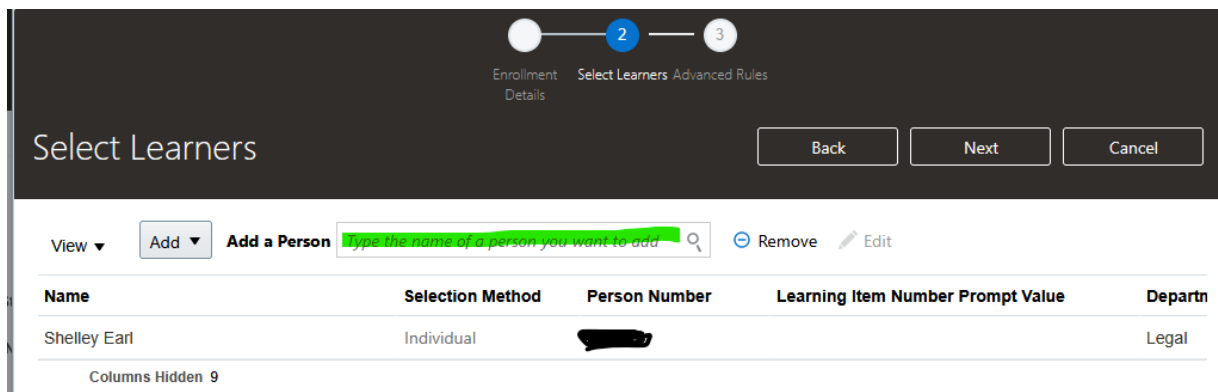 2
3
Enrollment Details
Select Learners
Advanced Rules
Select Learners
Back
Next
Cancel
View
Add
Add a Person
Type the name of a person you want to add
Remove
Edit
Name
Selection Method
Person Number
Learning Item Number Prompt Value
Departn
Shelley Earl
Individual
Legal
Columns Hidden 9